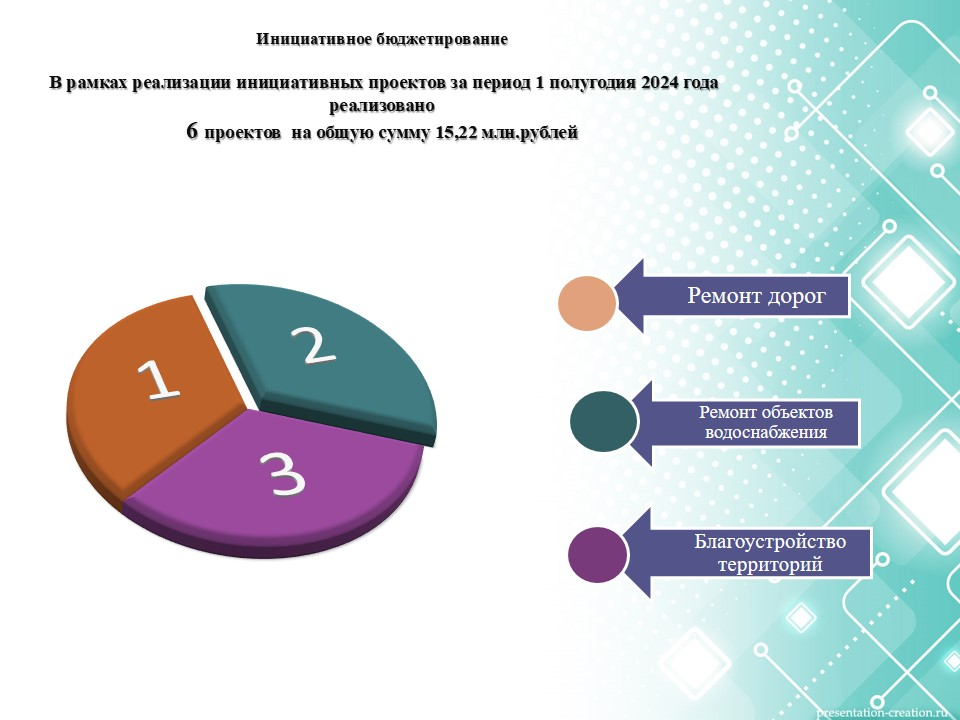 Инициативное бюджетирование
В рамках реализации инициативных проектов за период 1 полугодия 2024 года
реализовано
6 проектов на общую сумму 15,22 млн.рублей
1
2
3
Ремонт дорог
Ремонт объектов
водоснабжения
Благоустройство
территорий
presentation-creation.ru